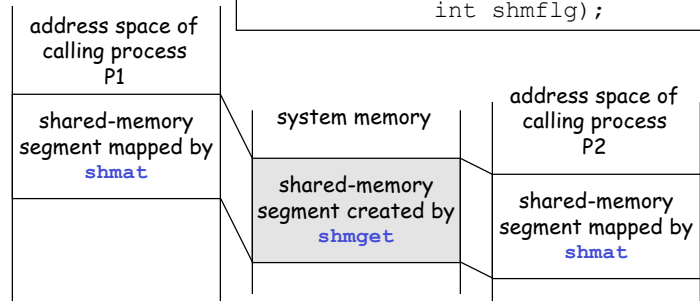 int shmflg);
address space of
calling process
P1
shared-memory
segment mapped by
shmat
system memory
shared-memory
segment created by
shmget
address space of
calling process
P2
shared-memory
segment mapped by
shmat